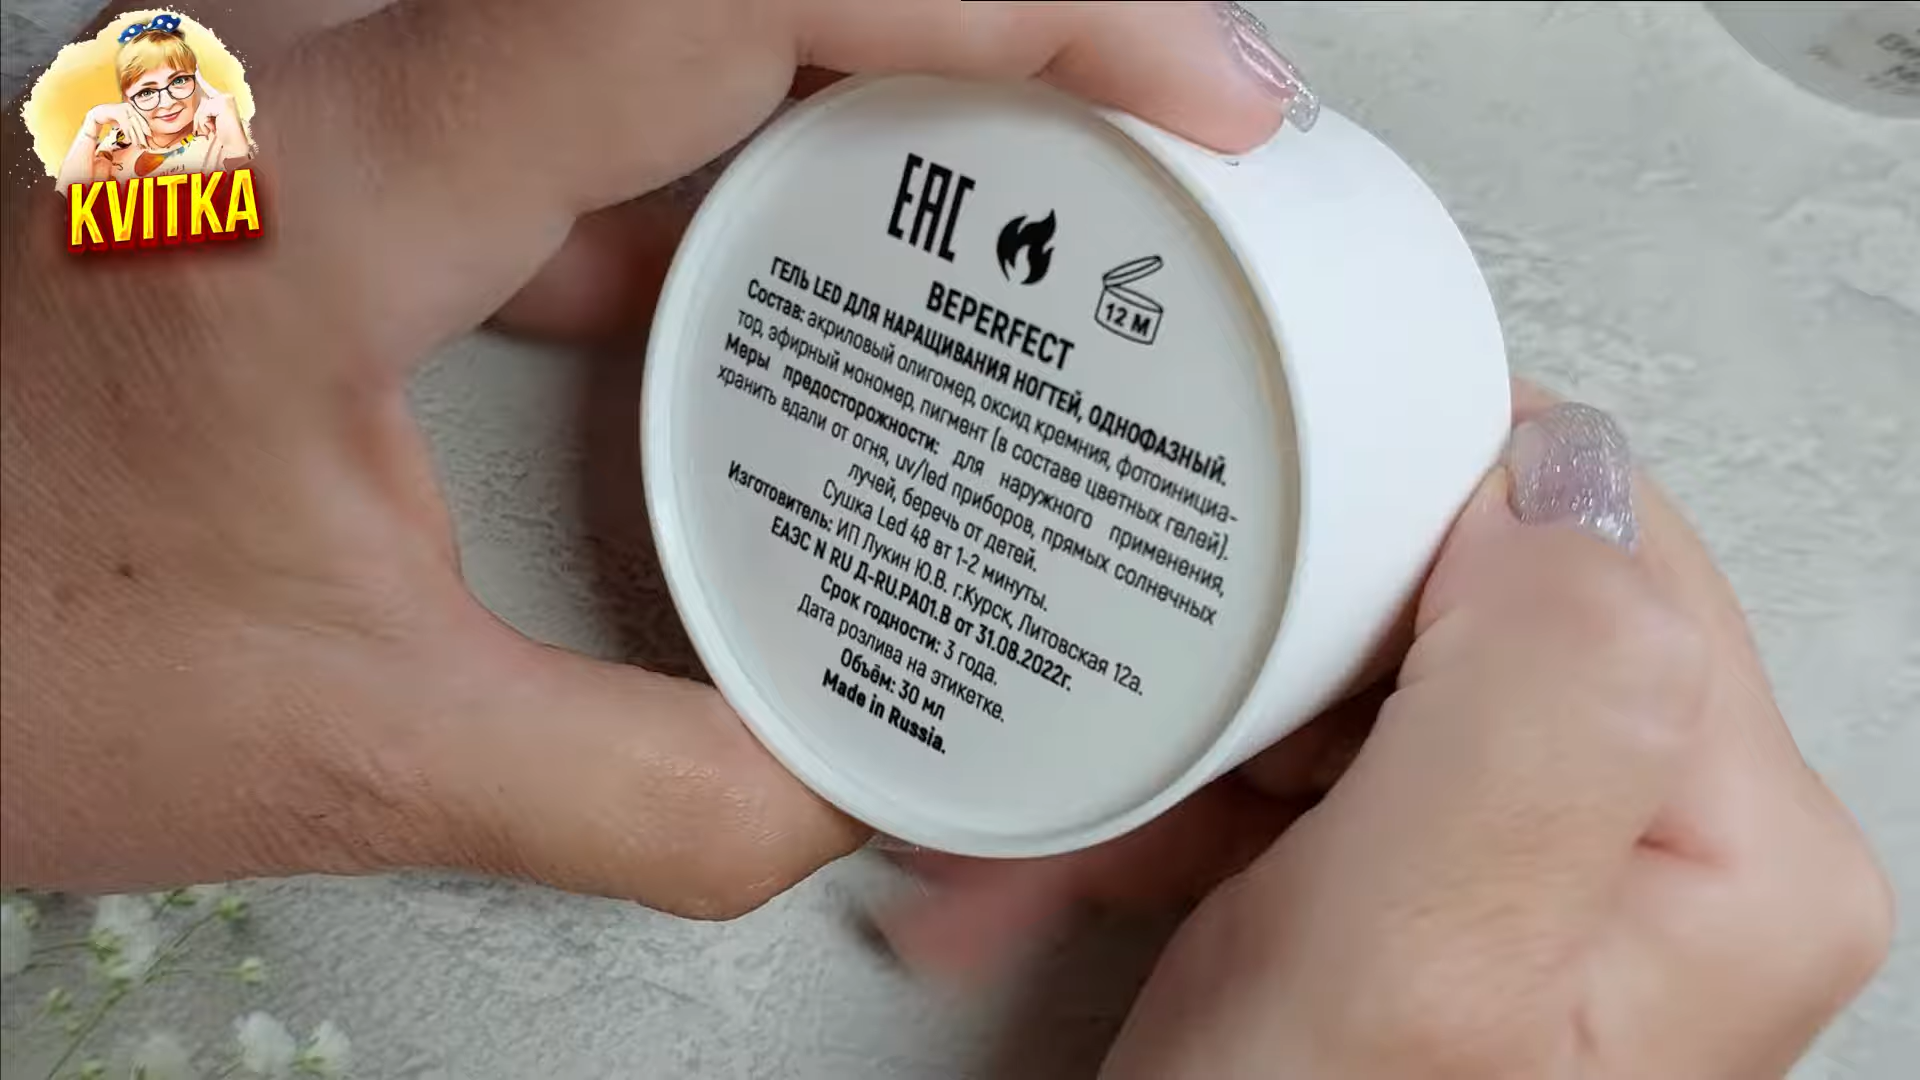 KVITKA
EAC
12 M
BEPERFECT
ГЕЛЬ LED ДЛЯ НАРАЩИВАНИЯ НОГТЕЙ, ОДНОФАЗНЫЙ.
Состав: акриловый олигомер, оксид кремния, фотоинициа-
тор, эфирный мономер, пигмент (в составе цветных гелей).
Меры предосторожности: для наружного применения,
хранить вдали от огня, uv/led приборов, прямых солнечных
лучей, беречь от детей.
Сушка Led 48 вт 1-2 минуты.
Изготовитель: ИП Лукин Ю.В. г.Курск, Литовская 12а.
ЕАЭС N RU Д-RU.РА01.В от 31.08.2022г.
Срок годности: 3 года.
Дата розлива на этикетке.
Объём: 30 мл
Made in Russia.